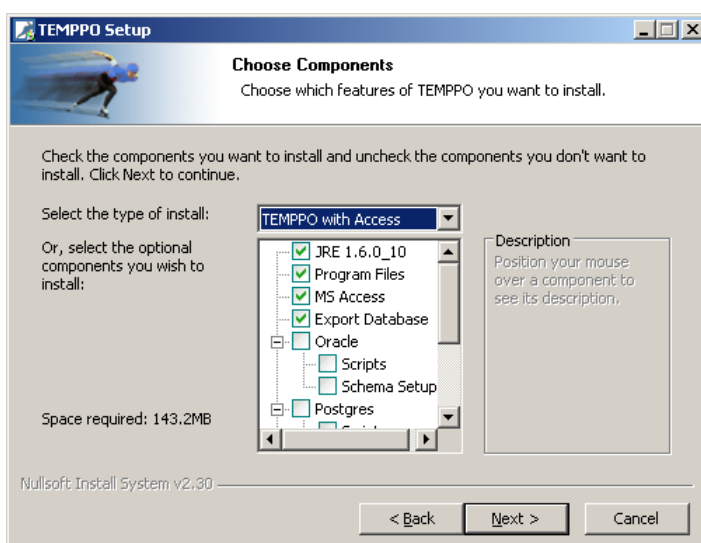 TEMPPO Setup
Choose Components
Choose which features of TEMPPO you want to install.
Check the components you want to install and uncheck the components you don't want to
install. Click Next to continue.
Select the type of install:
TEMPPO with Access
Or, select the optional
components you wish to
install:
JRE 1.6.0_10
Program Files
MS Access
Export Database
Oracle
Scripts
Schema Setup
Postgres
Description
Position your mouse
over a component to
see its description.
Space required: 143.2MB
Nullsoft Install System v2.30
< Back
Next >
Cancel